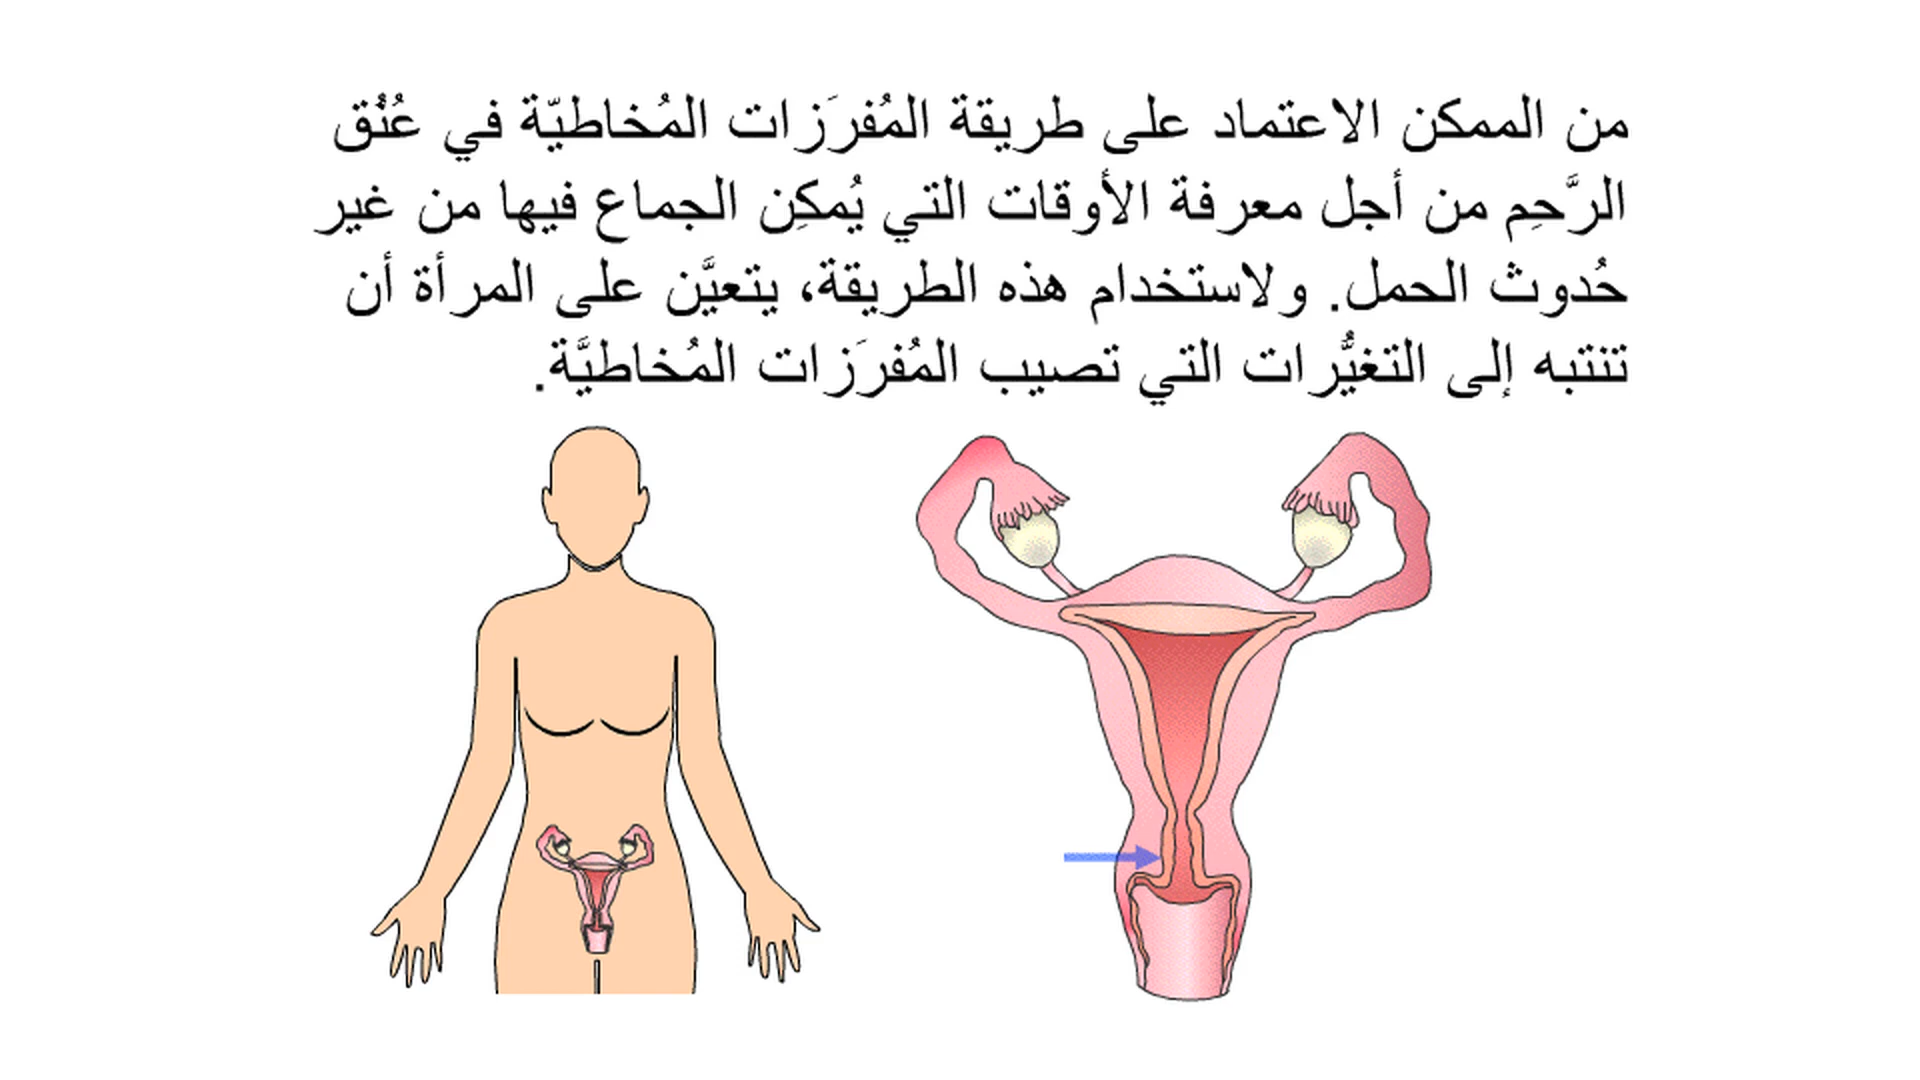 من الممكن الاعتماد على طريقة المُفرَزات المُخاطيّة في عُنُق
الرَّحِم من أجل معرفة الأوقات التي يُمكِن الجماع فيها من غير
حُدوث الحمل. ولاستخدام هذه الطريقة، يتعيَّن على المرأة أن
تنتبه إلى التغيُّرات التي تصيب المُفرَزات المُخاطيَّة.